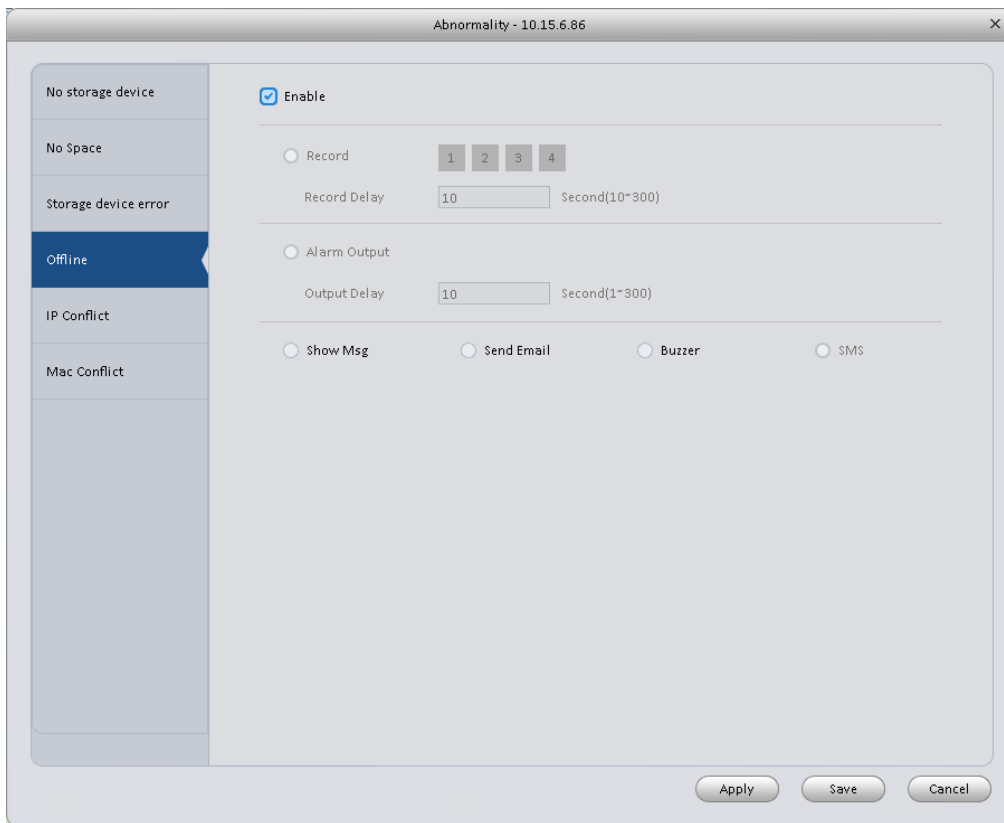 Abnormality - 10.15.6.86
No storage device
No Space
Storage device error
Offline
IP Conflict
Mac Conflict
Enable
Record 1 2 3 4
Record Delay 10 Second(10~300)
Alarm Output
Output Delay 10 Second(1~300)
Show Msg Send Email Buzzer SMS
Apply Save Cancel